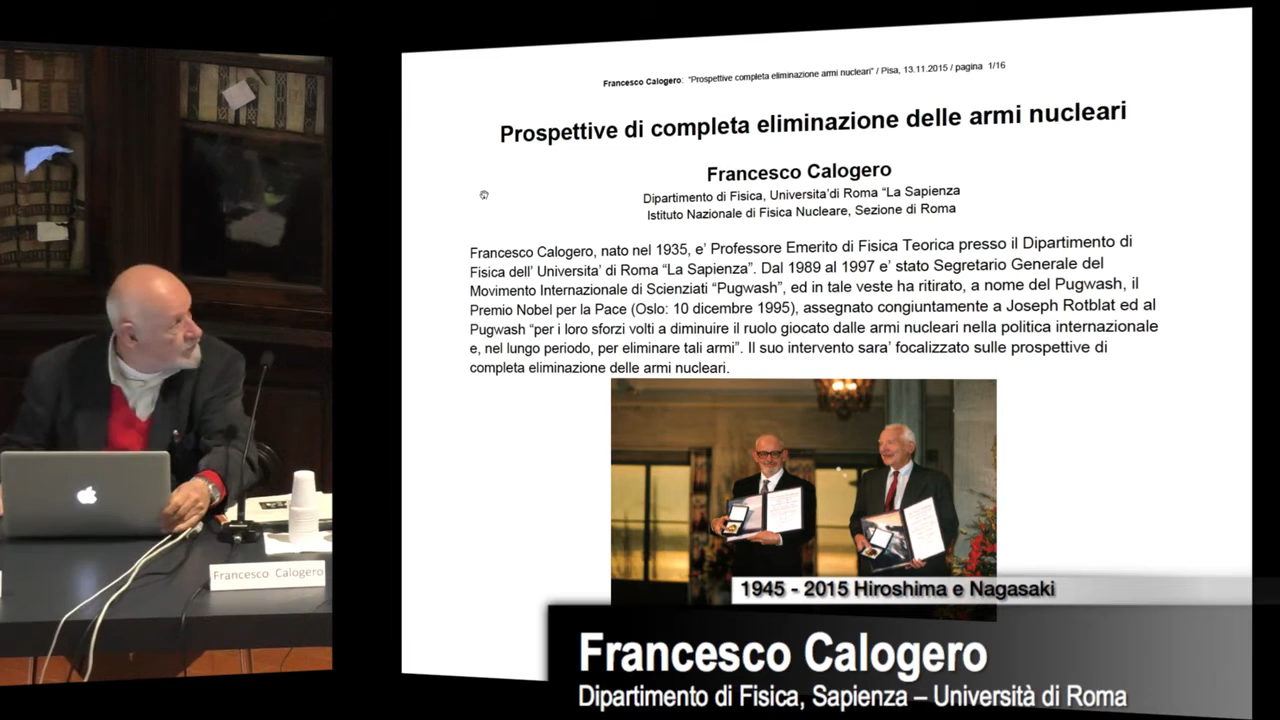 Francesco Calogero: "Prospettive completa eliminazione armi nucleari" / Pisa, 13.11.2015 / pagina 1/16
Prospettive di completa eliminazione delle armi nucleari
Francesco Calogero
Dipartimento di Fisica, Universita'di Roma "La Sapienza
Istituto Nazionale di Fisica Nucleare, Sezione di Roma
Francesco Calogero, nato nel 1935, e' Professore Emerito di Fisica Teorica presso il Dipartimento di
Fisica dell' Universita' di Roma "La Sapienza". Dal 1989 al 1997 e' stato Segretario Generale del
Movimento Internazionale di Scienziati "Pugwash", ed in tale veste ha ritirato, a nome del Pugwash, il
Premio Nobel per la Pace (Oslo: 10 dicembre 1995), assegnato congiuntamente a Joseph Rotblat ed al
Pugwash "per i loro sforzi volti a diminuire il ruolo giocato dalle armi nucleari nella politica internazionale
e, nel lungo periodo, per eliminare tali armi". Il suo intervento sara' focalizzato sulle prospettive di
completa eliminazione delle armi nucleari.
Francesco Calogero
1945 - 2015 Hiroshima e Nagasaki
Francesco Calogero
Dipartimento di Fisica, Sapienza – Università di Roma